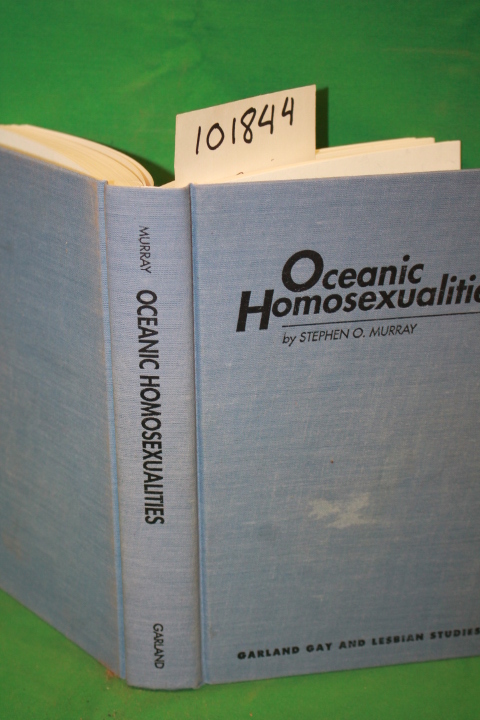 101844
MURRAY
OCEANIC HOMOSEXUALITIES
GARLAND
Oceanic
Homosexualitie
by STEPHEN O. MURRAY
GARLAND GAY AND LESBIAN STUDIES